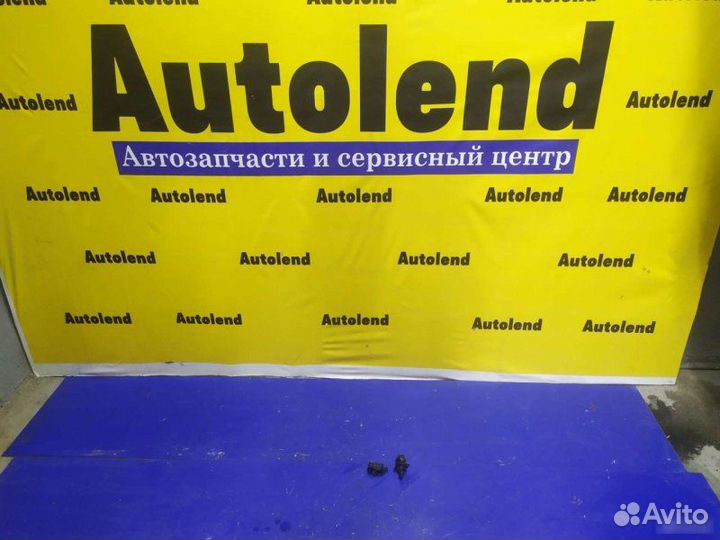 Autolend
Автозапчасти и сервисный центр
Autolend Autolend
Autolend Autolend Autolend Autolend Autolend
Autolend Autolend Autolend Autolend
Autolend Autolend Autolend Autolend Autolend
Avito